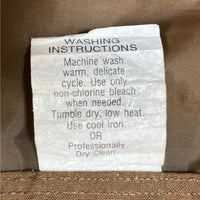 WASHING
INSTRUCTIONS
Machine wash
warm, delicate
cycle. Use only
non-chlorine bleach
when needed.
Tumble dry, low heat.
Use cool iron.
OR
Professionally
Dry Clean.